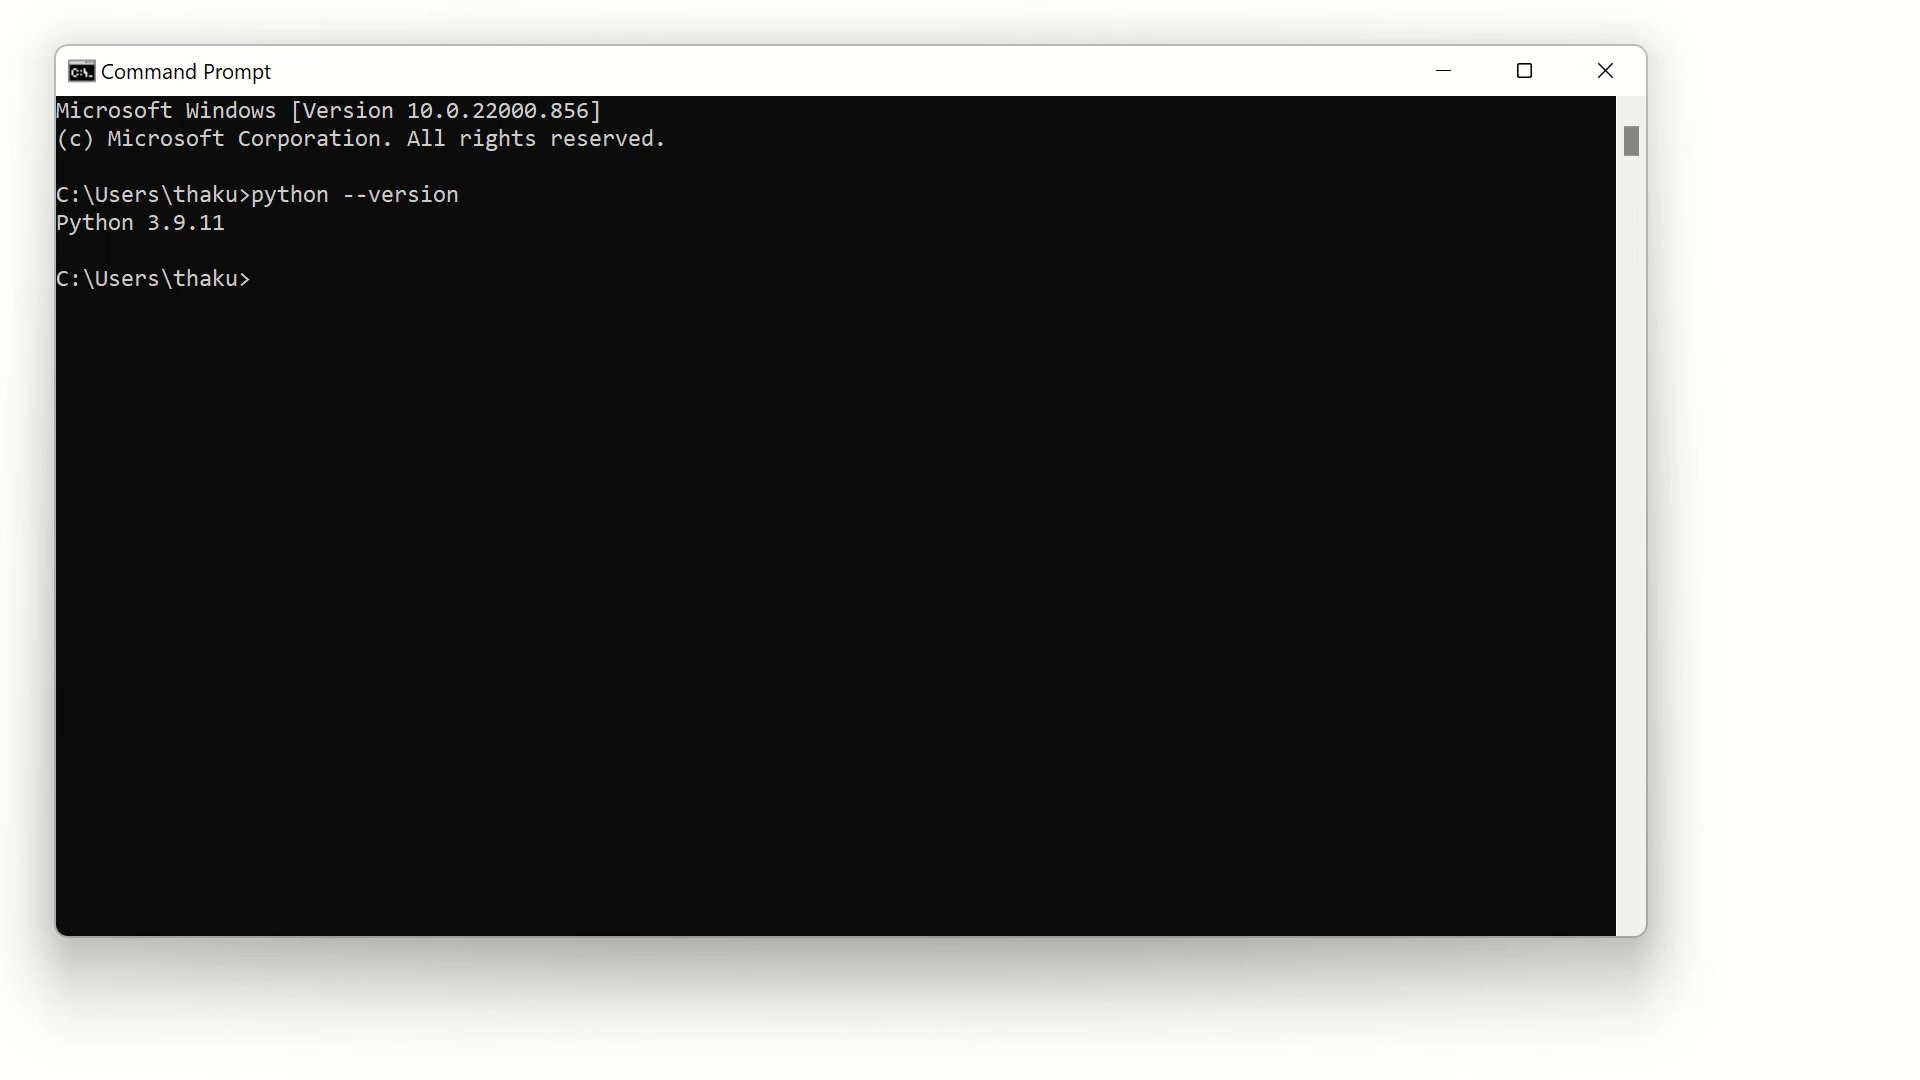 Command Prompt
Microsoft Windows [Version 10.0.22000.856]
(c) Microsoft Corporation. All rights reserved.
C:\Users\thaku>python --version
Python 3.9.11
C:\Users\thaku>